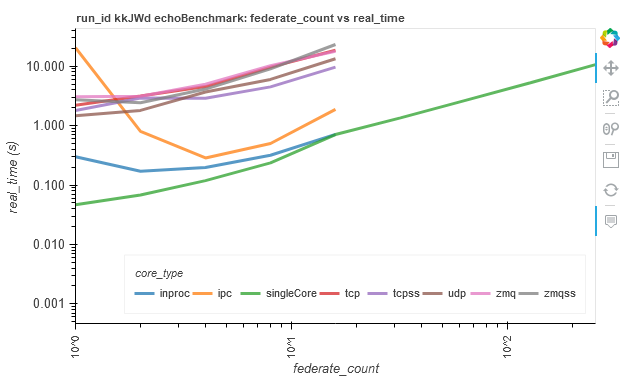 run_id kkJWd echoBenchmark: federate_count vs real_time
10.000
1.000
0.100
0.010
0.001
real_time (s)
core_type
inproc ipc singleCore tcp tcpss udp zmq zmqss
10^0 10^1 10^2
federate_count